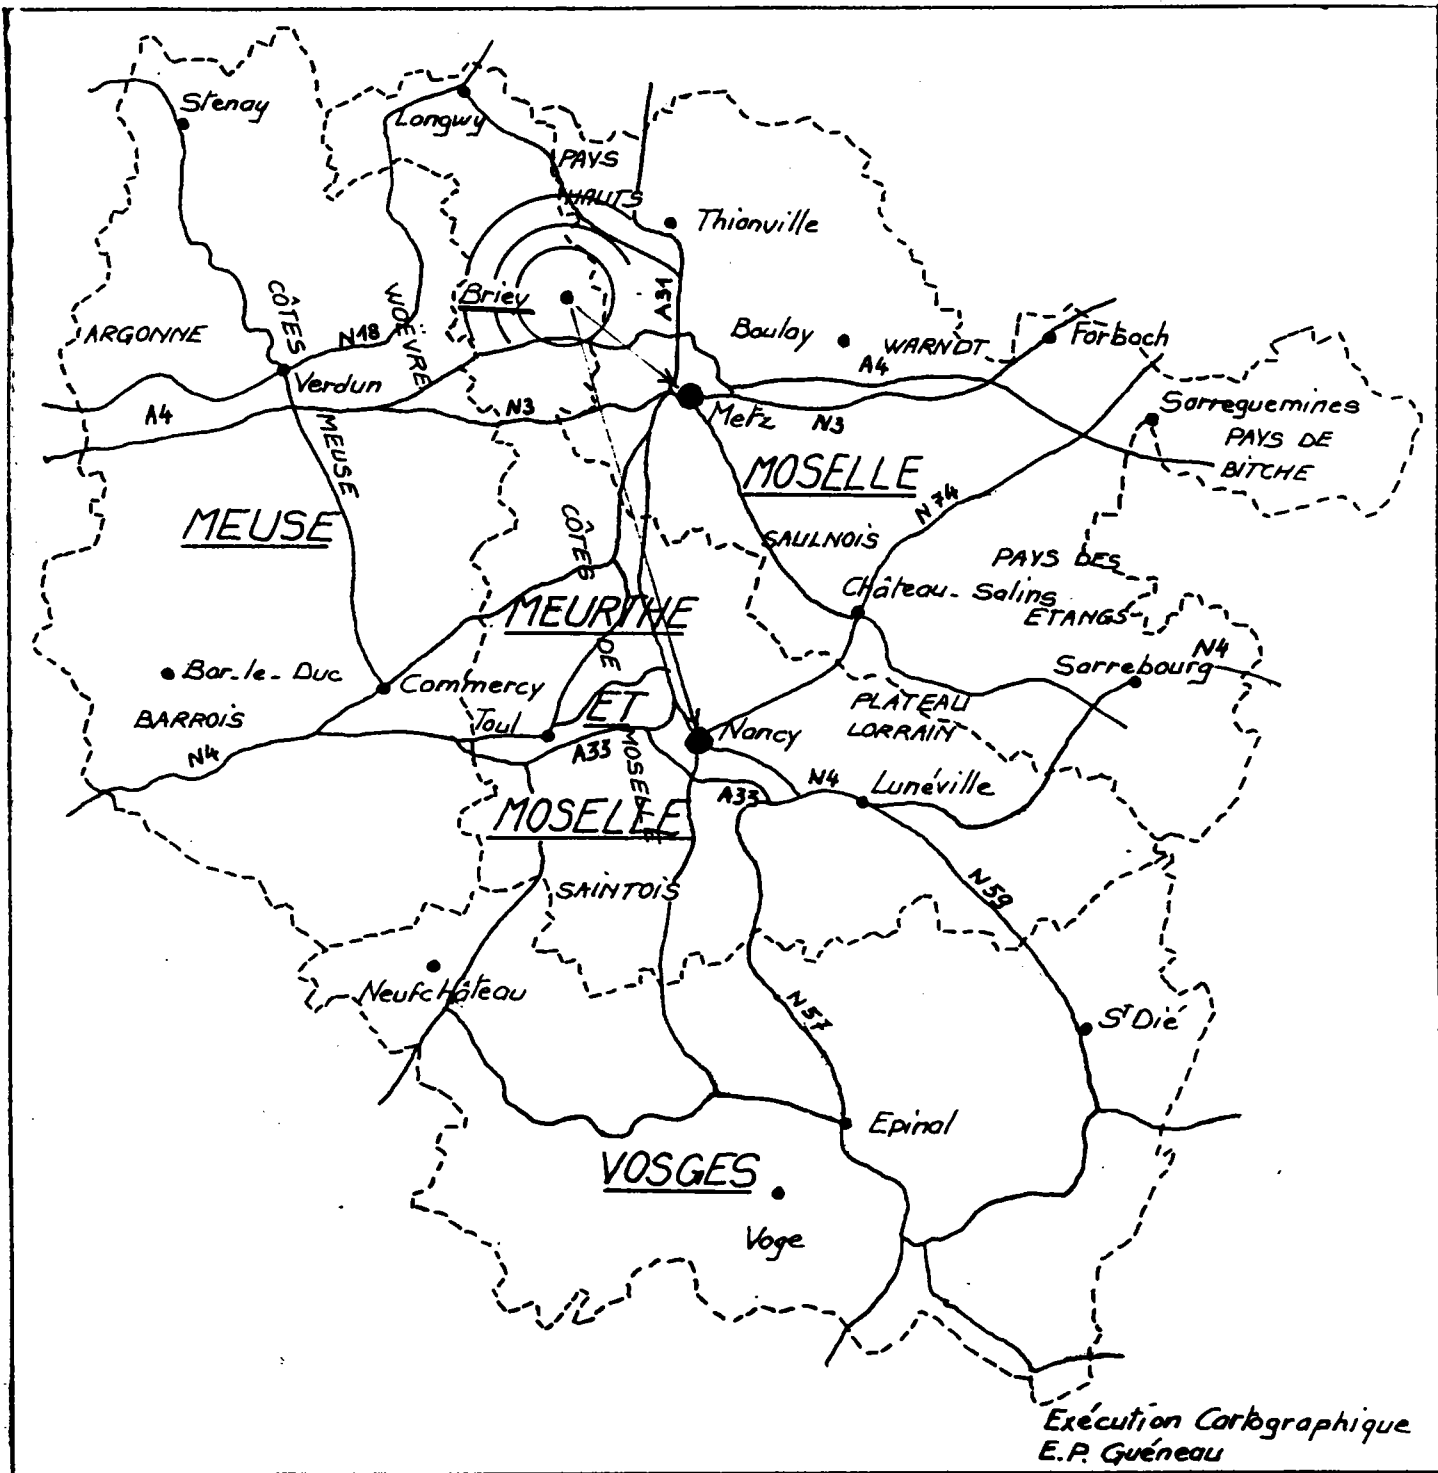 Stenay
Longwy
PAYS
HAUTS
Thionville
CÔTES
WOËVRE
Briey
A31
ARGONNE
N18
Boulay
WARNDT
Forbach
Verdun
A4
A4
MEUSE
N3
Metz
N3
Sarreguemines
PAYS DE
BITCHE
MOSELLE
N74
MEUSE
CÔTES
SAULNOIS
PAYS DES
Château-Salins
ETANGS
MEURTHE
DE
N4
Sarrebourg
Bar-le-Duc
Commercy
BARROIS
Toul
ET
Nancy
PLATEAU
LORRAIN
N4
A33
MOSELLE
N4
Lunéville
A33
MOSELLE
N59
SAINTOIS
Neufchâteau
N57
St Dié
Epinal
VOSGES
Voge
Exécution Cartographique
E.P. Guéneau